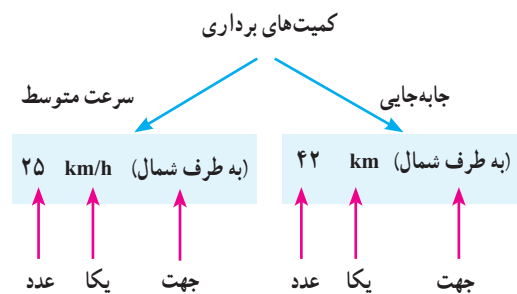 کمیت‌های برداری
جابه‌جایی
سرعت متوسط
۴۲ km (به طرف شمال)
۲۵ km/h (به طرف شمال)
جهت یکا عدد
جهت یکا عدد